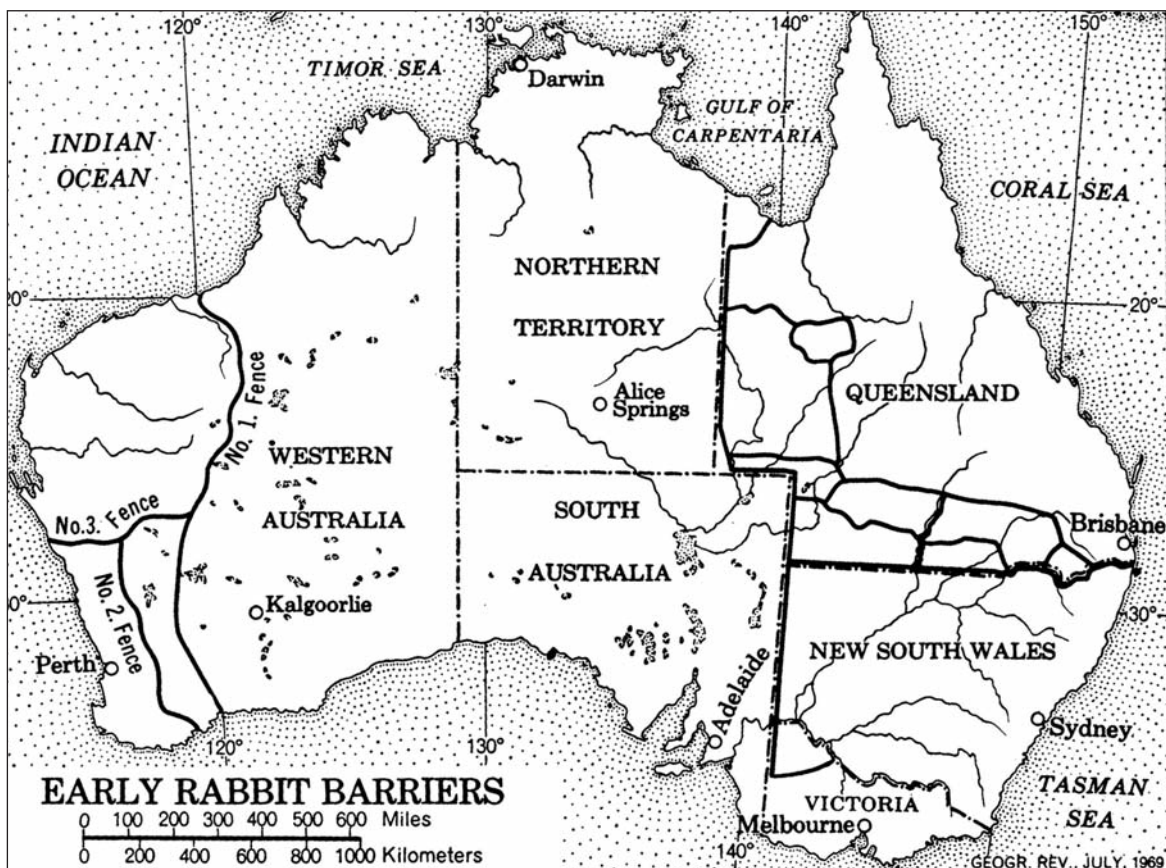 120°
130°
140°
150°
TIMOR SEA
Darwin
GULF OF
CARPENTARIA
INDIAN
OCEAN
CORAL SEA
NORTHERN
TERRITORY
20°
20°
No. 1. Fence
Alice
Springs
QUEENSLAND
WESTERN
AUSTRALIA
SOUTH
AUSTRALIA
No.3. Fence
No. 2. Fence
Brisbane
Kalgoorlie
30°
Perth
NEW SOUTH WALES
Adelaide
Sydney
120°
130°
TASMAN
SEA
EARLY RABBIT BARRIERS
0 100 200 300 400 500 600 Miles
0 200 400 600 800 1000 Kilometers
VICTORIA
Melbourne
140°
GEOGR. REV., JULY,